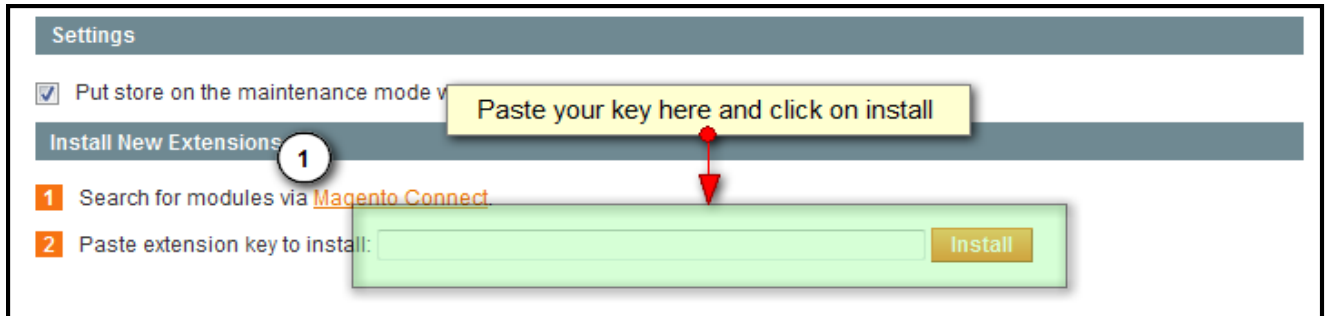 Settings
Put store on the maintenance mode w
Paste your key here and click on install
Install New Extensions
1
1 Search for modules via Magento Connect.
2 Paste extension key to install: Install